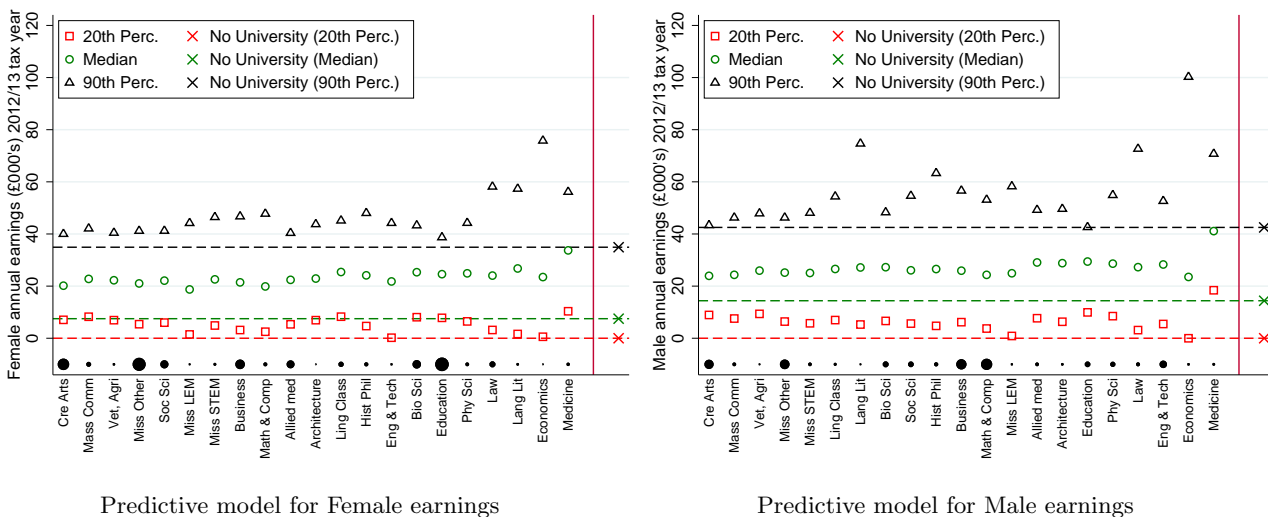 Female annual earnings (£000's) 2012/13 tax year
120
100
80
60
40
20
0
20th Perc.
Median
90th Perc.
No University (20th Perc.)
No University (Median)
No University (90th Perc.)
Cre Arts
Mass Comm
Vet, Agri
Miss Other
Soc Sci
Miss LEM
Miss STEM
Business
Math & Comp
Allied med
Architecture
Ling Class
Hist Phil
Eng & Tech
Bio Sci
Education
Phy Sci
Law
Lang Lit
Economics
Medicine
Predictive model for Female earnings
Male annual earnings (£000's) 2012/13 tax year
120
100
80
60
40
20
0
20th Perc.
Median
90th Perc.
No University (20th Perc.)
No University (Median)
No University (90th Perc.)
Cre Arts
Mass Comm
Vet, Agri
Miss Other
Miss STEM
Ling Class
Lang Lit
Bio Sci
Soc Sci
Hist Phil
Business
Math & Comp
Miss LEM
Allied med
Architecture
Education
Phy Sci
Law
Eng & Tech
Economics
Medicine
Predictive model for Male earnings